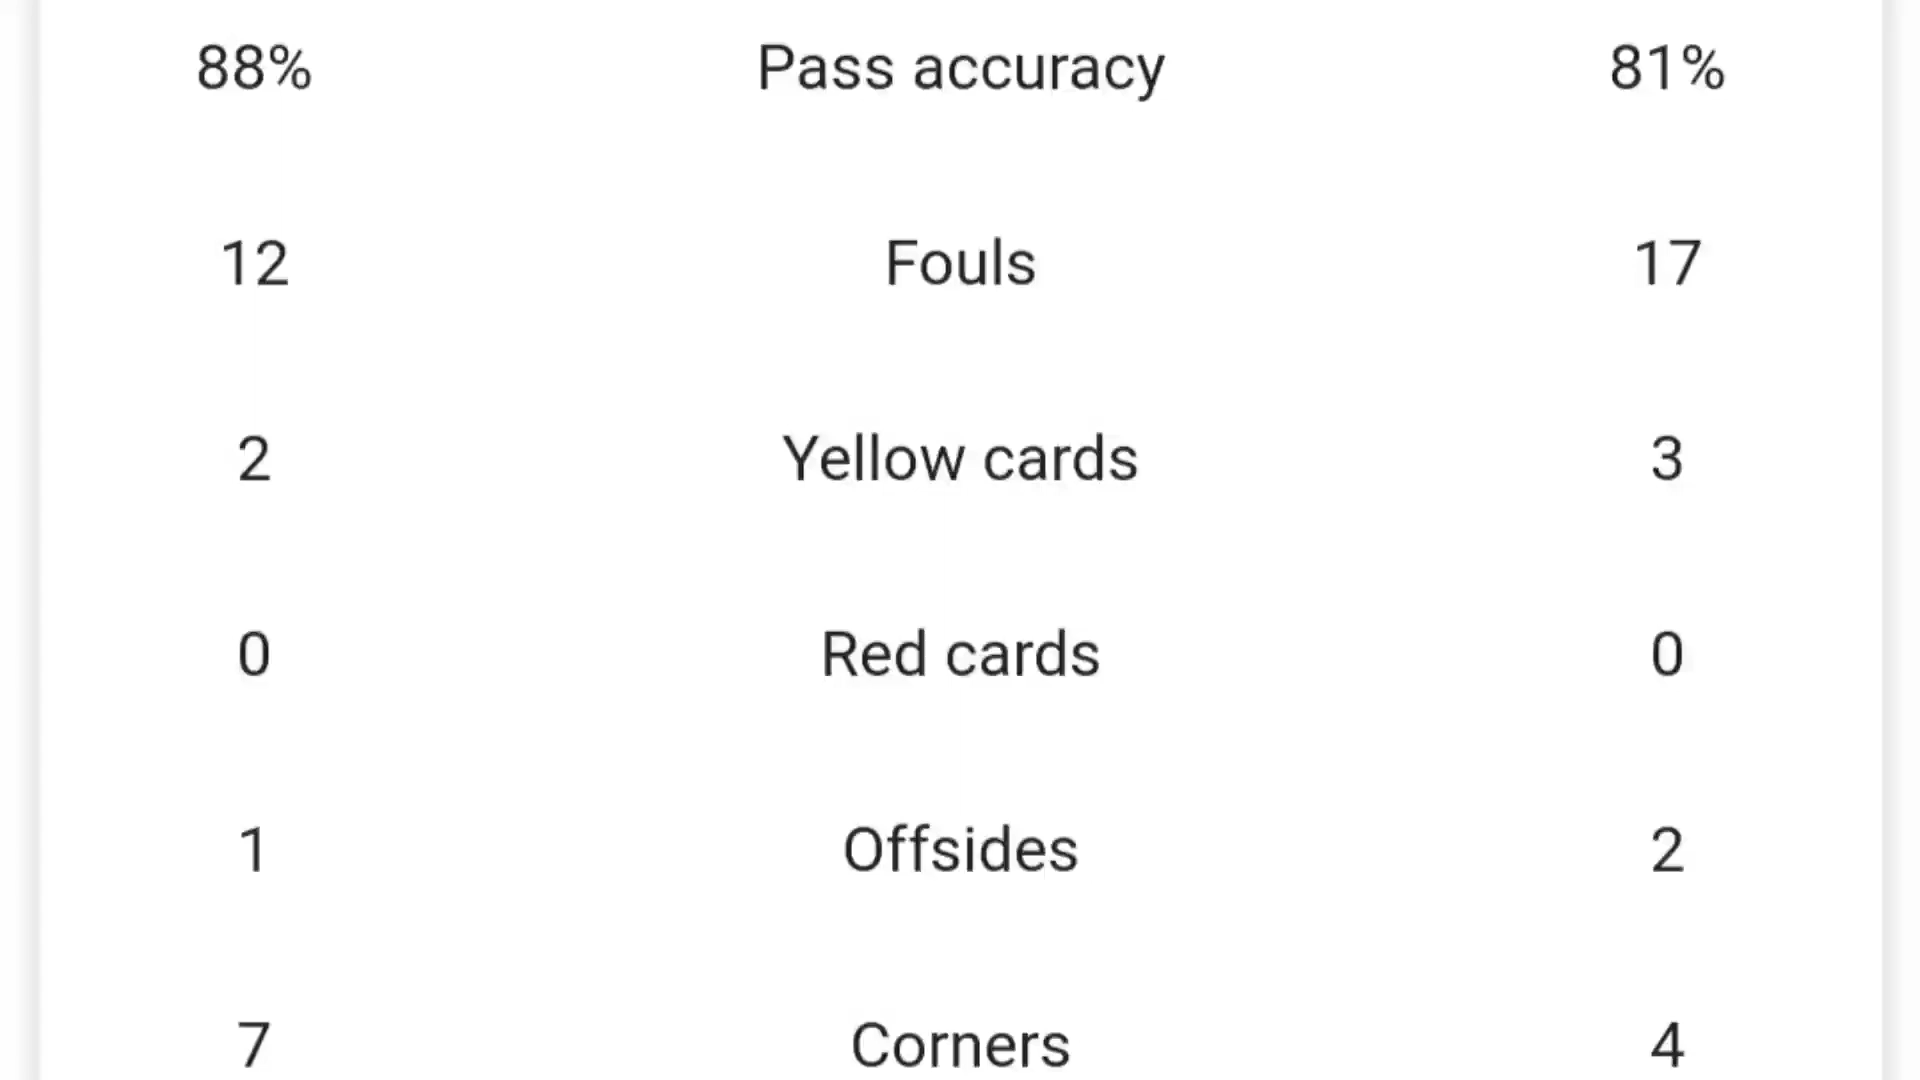 88% Pass accuracy 81%
12 Fouls 17
2 Yellow cards 3
0 Red cards 0
1 Offsides 2
7 Corners 4